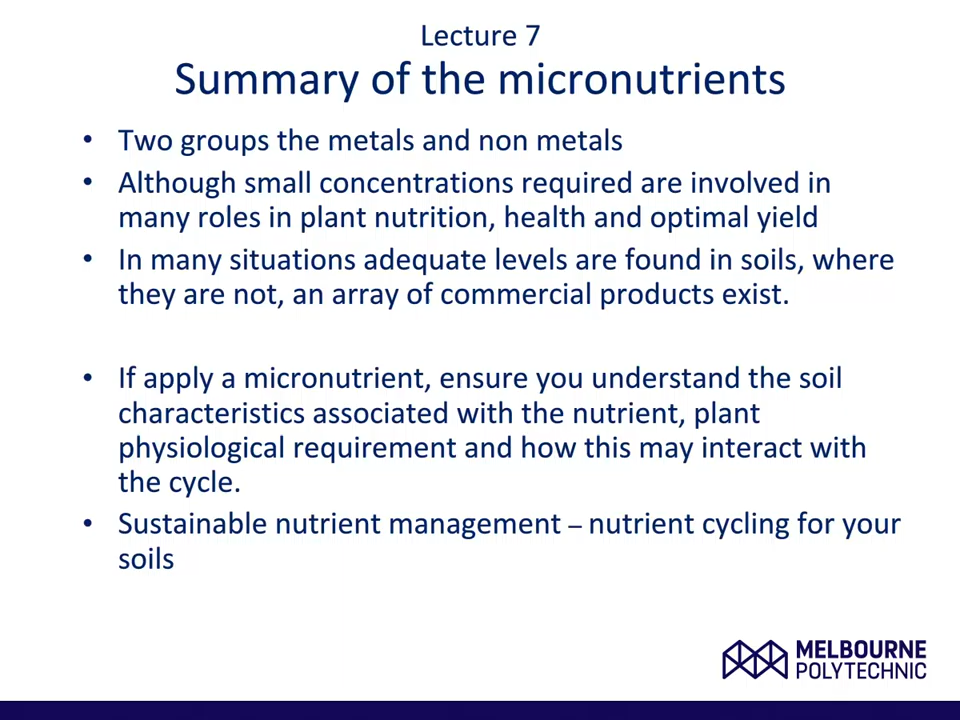 Lecture 7
Summary of the micronutrients
• Two groups the metals and non metals
• Although small concentrations required are involved in
many roles in plant nutrition, health and optimal yield
• In many situations adequate levels are found in soils, where
they are not, an array of commercial products exist.
• If apply a micronutrient, ensure you understand the soil
characteristics associated with the nutrient, plant
physiological requirement and how this may interact with
the cycle.
• Sustainable nutrient management – nutrient cycling for your
soils
MELBOURNE
POLYTECHNIC